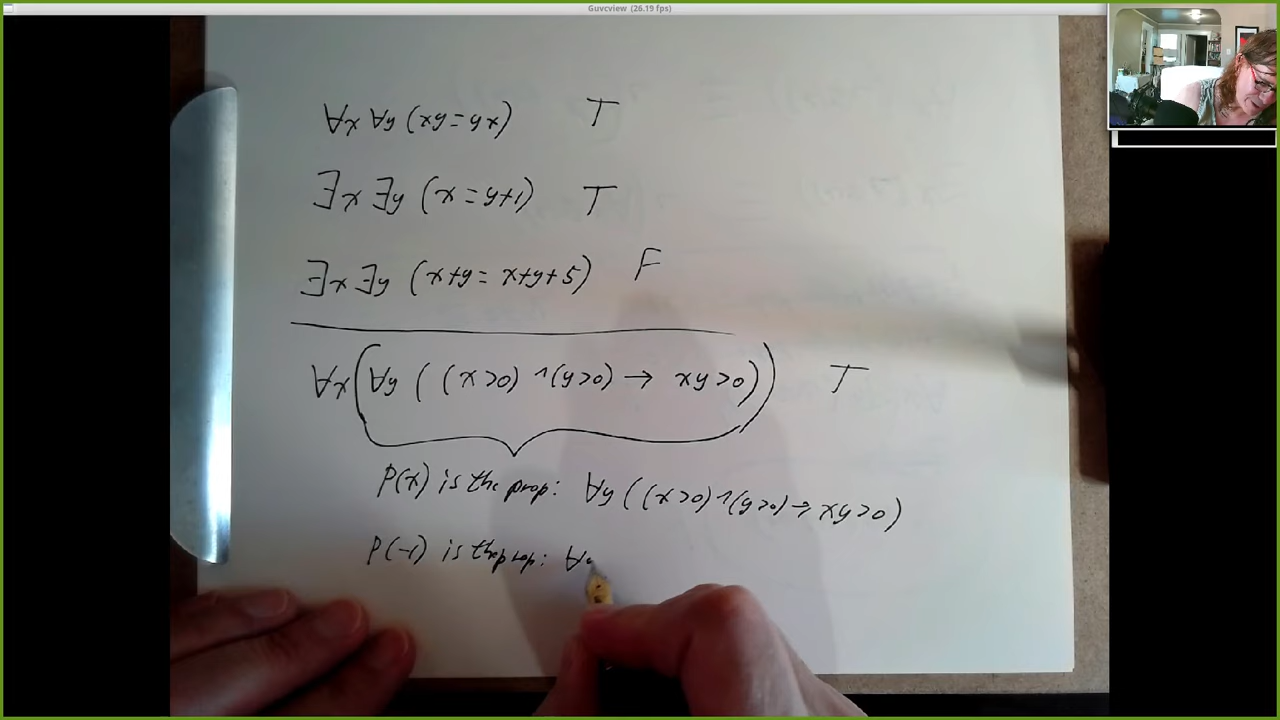 Guvcview (26.19 fps)
∀x ∀y (xy = yx) T
∃x ∃y (x = y+1) T
∃x ∃y (x+y = x+y+5) F
∀x (∀y ((x>0) ∧ (y>0) → xy>0)) T
P(x) is the prop: ∀y ((x>0) ∧ (y>0) → xy>0)
P(-1) is the prop: ∀